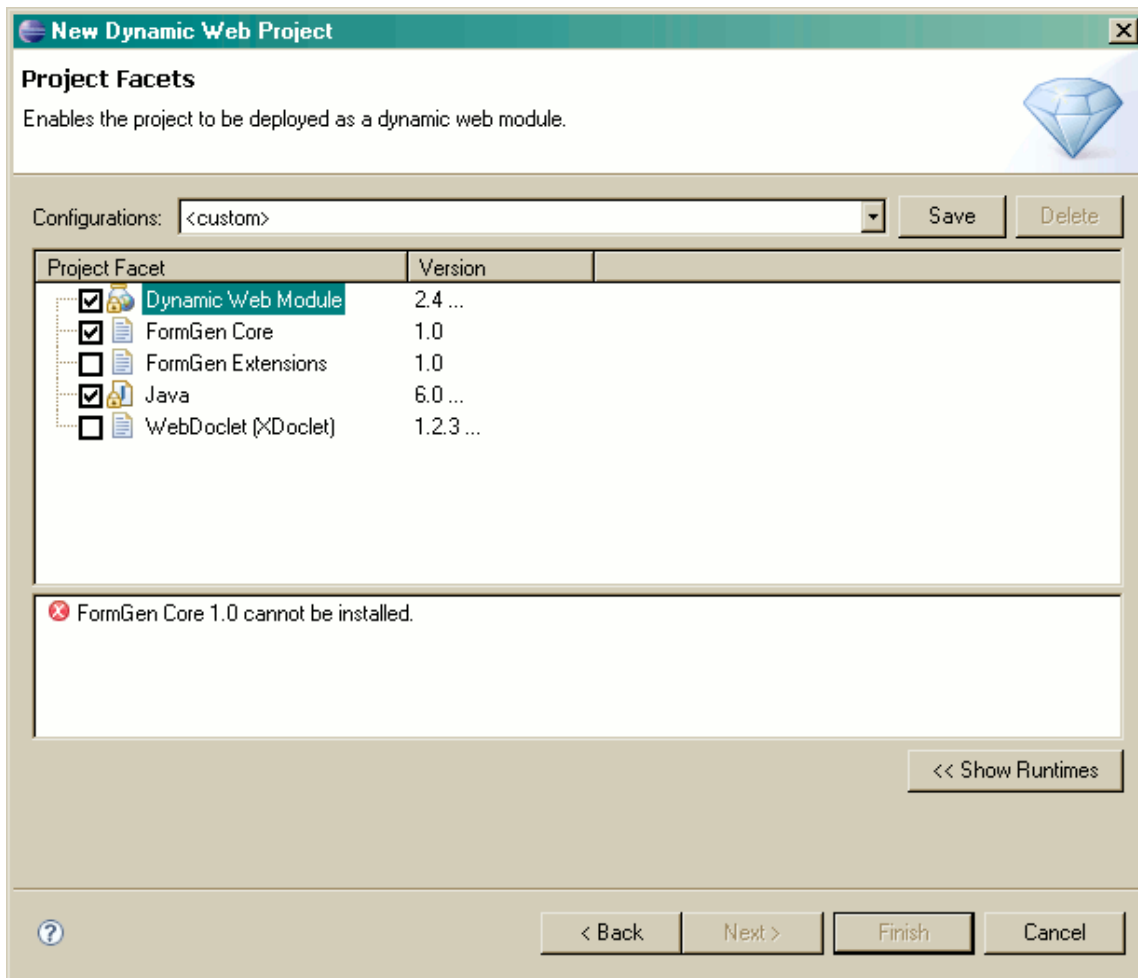 New Dynamic Web Project
Project Facets
Enables the project to be deployed as a dynamic web module.
Configurations: <custom> Save Delete
Project Facet Version
Dynamic Web Module 2.4 ...
FormGen Core 1.0
FormGen Extensions 1.0
Java 6.0 ...
WebDoclet (XDoclet) 1.2.3 ...
FormGen Core 1.0 cannot be installed.
<< Show Runtimes
? < Back Next > Finish Cancel